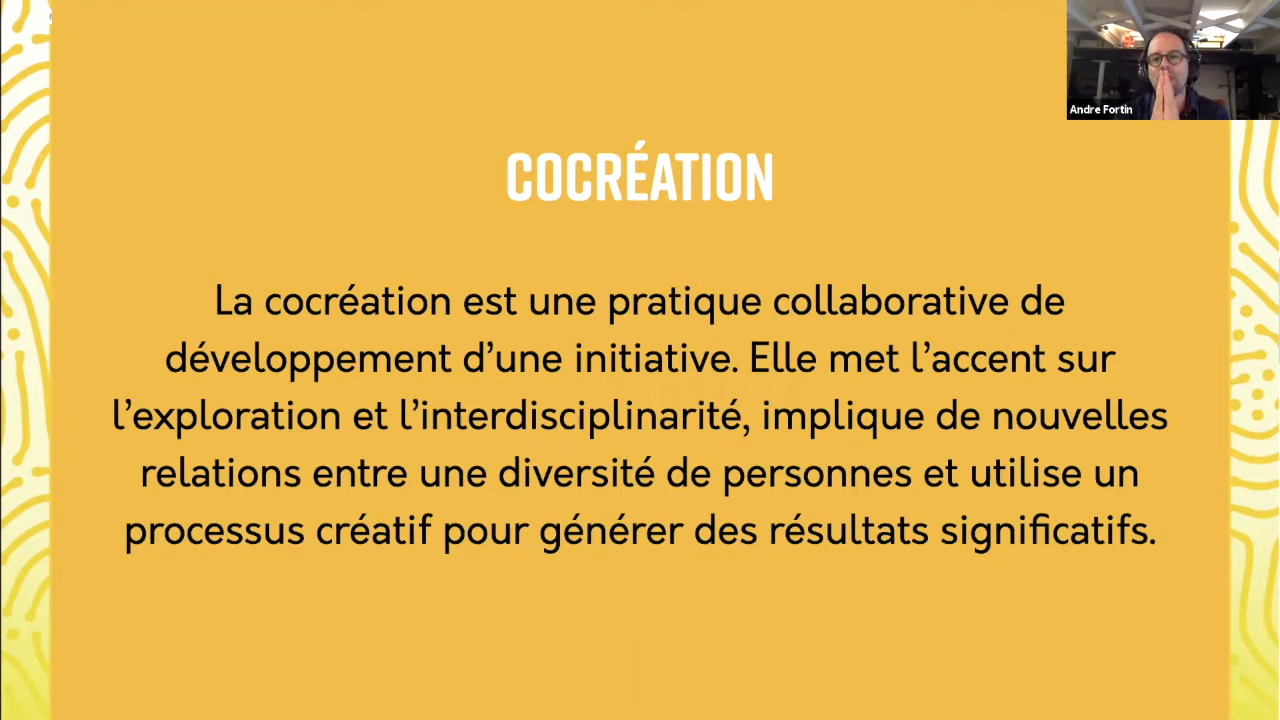 Andre Fortin
COCRÉATION
La cocréation est une pratique collaborative de
développement d’une initiative. Elle met l’accent sur
l’exploration et l’interdisciplinarité, implique de nouvelles
relations entre une diversité de personnes et utilise un
processus créatif pour générer des résultats significatifs.